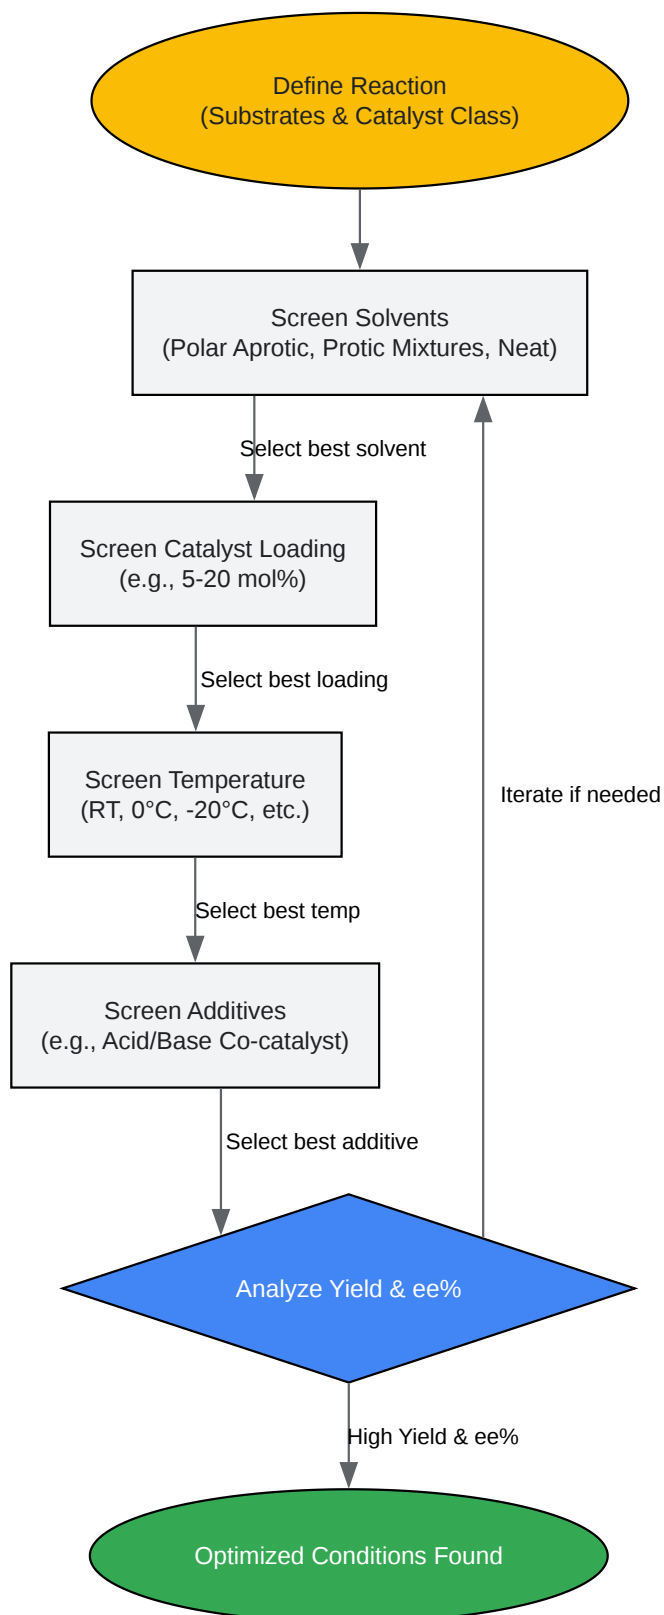 Define Reaction
(Substrates & Catalyst Class)
Screen Solvents
(Polar Aprotic, Protic Mixtures, Neat)
Select best solvent
Screen Catalyst Loading
(e.g., 5-20 mol%)
Select best loading
Screen Temperature
(RT, 0°C, -20°C, etc.)
Iterate if needed
Select best temp
Screen Additives
(e.g., Acid/Base Co-catalyst)
Select best additive
Analyze Yield & ee%
High Yield & ee%
Optimized Conditions Found